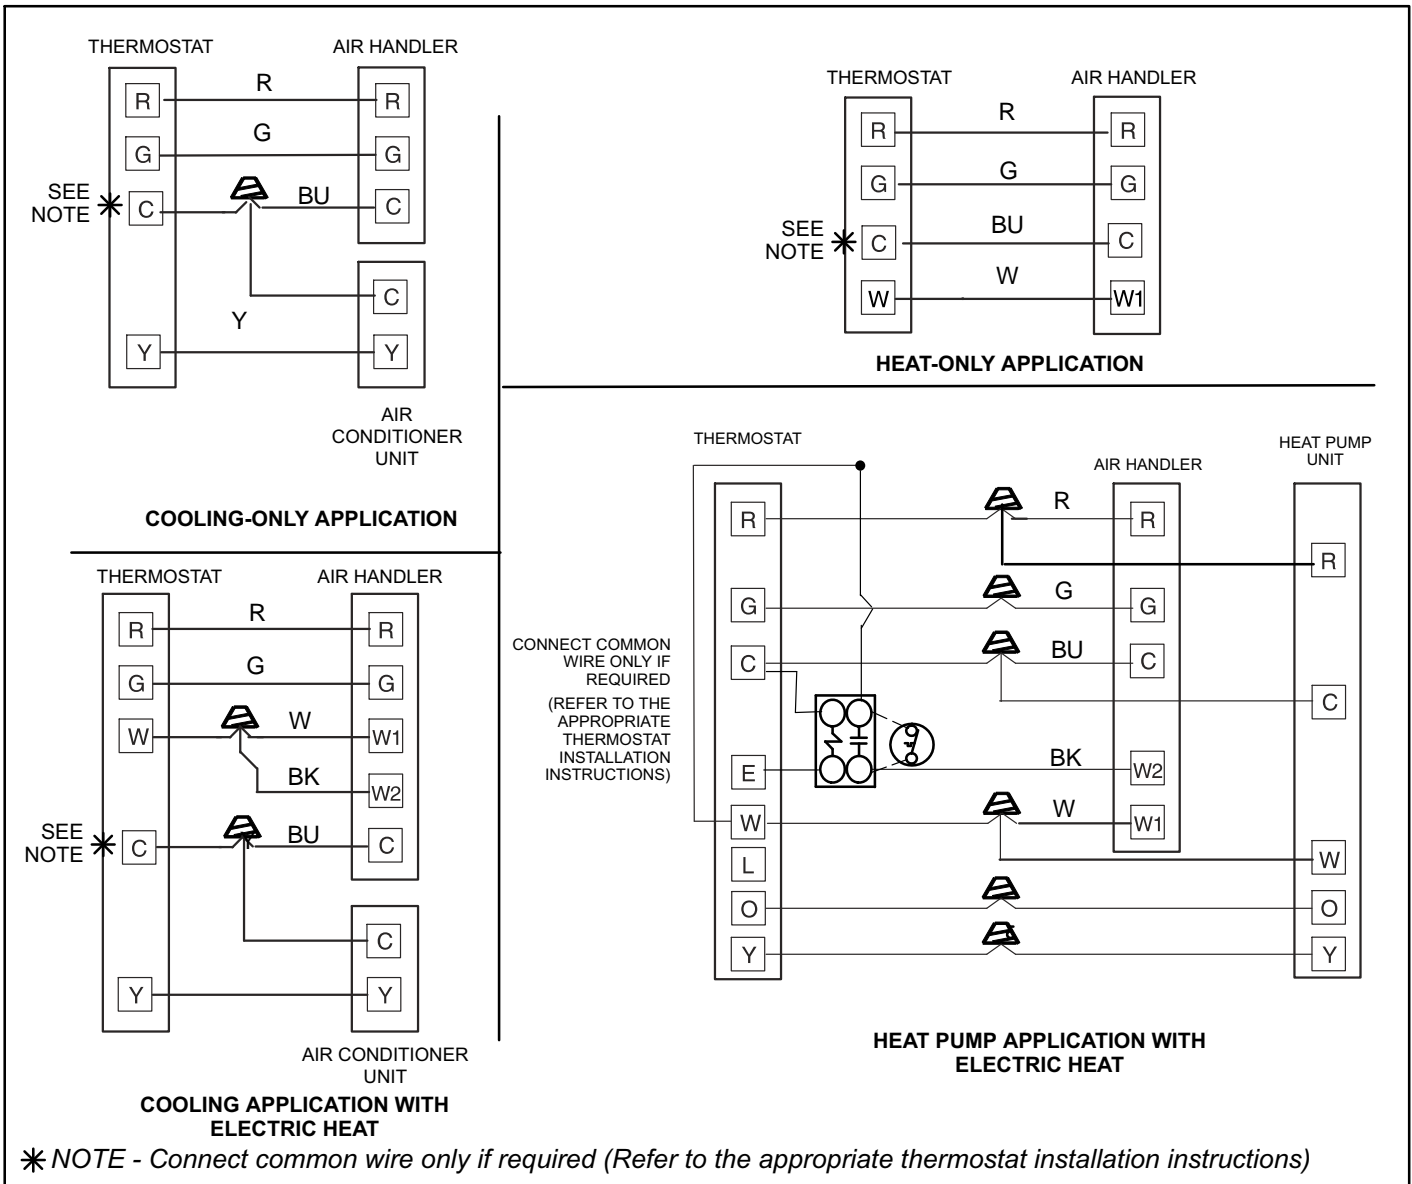 THERMOSTAT AIR HANDLER
R R R
G G G
SEE
NOTE
C BU C
C
Y
Y Y
AIR
CONDITIONER
UNIT
COOLING-ONLY APPLICATION
THERMOSTAT AIR HANDLER
R R R
G G G
SEE
NOTE
C BU C
W W W1
HEAT-ONLY APPLICATION
THERMOSTAT AIR HANDLER
R R R
G G G
W W W1
BK W2
SEE
NOTE
C BU C
Y
C
Y Y
AIR CONDITIONER
UNIT
COOLING APPLICATION WITH
ELECTRIC HEAT
THERMOSTAT
AIR HANDLER
HEAT PUMP
UNIT
R R R
R
G G G
CONNECT COMMON
WIRE ONLY IF
REQUIRED
(REFER TO THE
APPROPRIATE
THERMOSTAT
INSTALLATION
INSTRUCTIONS)
C BU C
C
E BK W2
W W W1
W
L
O O
Y Y
HEAT PUMP APPLICATION WITH
ELECTRIC HEAT
NOTE - Connect common wire only if required (Refer to the appropriate thermostat installation instructions)